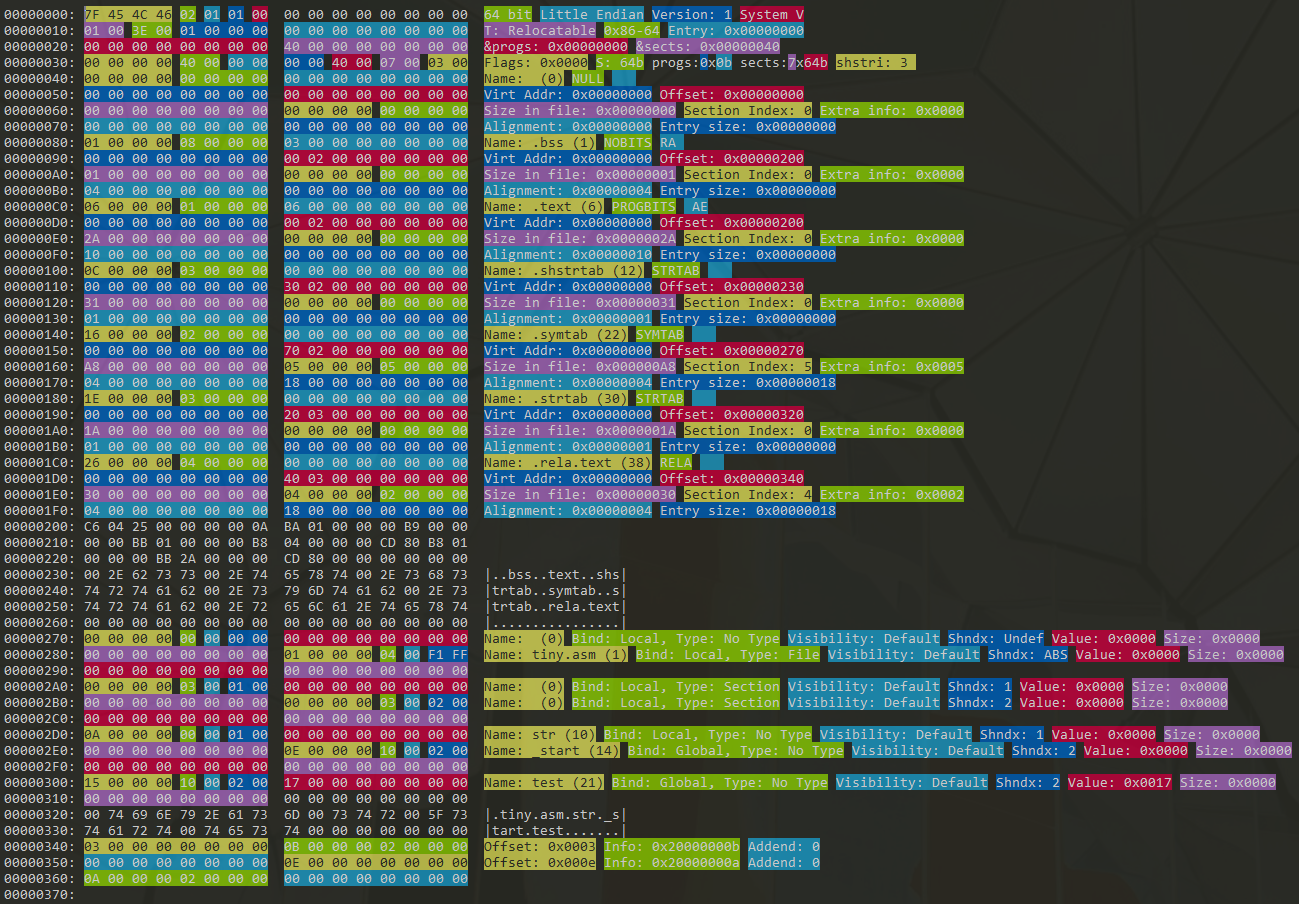 00000000: 7F 45 4C 46 02 01 01 00 00 00 00 00 00 00 00 00 64 bit Little Endian Version: 1 System V
00000010: 01 00 3E 00 01 00 00 00 00 00 00 00 00 00 00 00 T: Relocatable 0x86-64 Entry: 0x00000000
00000020: 00 00 00 00 00 00 00 00 40 00 00 00 00 00 00 00 &progs: 0x00000000 &sects: 0x00000040
00000030: 00 00 00 00 40 00 00 00 00 00 40 00 07 00 03 00 Flags: 0x0000 S: 64b progs:0x0b sects:7x64b shstri: 3
00000040: 00 00 00 00 00 00 00 00 00 00 00 00 00 00 00 00 Name: (0) NULL
00000050: 00 00 00 00 00 00 00 00 00 00 00 00 00 00 00 00 Virt Addr: 0x00000000 Offset: 0x00000000
00000060: 00 00 00 00 00 00 00 00 00 00 00 00 00 00 00 00 Size in file: 0x00000000 Section Index: 0 Extra info: 0x0000
00000070: 00 00 00 00 00 00 00 00 00 00 00 00 00 00 00 00 Alignment: 0x00000000 Entry size: 0x00000000
00000080: 01 00 00 00 08 00 00 00 03 00 00 00 00 00 00 00 Name: .bss (1) NOBITS RA
00000090: 00 00 00 00 00 00 00 00 00 02 00 00 00 00 00 00 Virt Addr: 0x00000000 Offset: 0x00000200
000000A0: 01 00 00 00 00 00 00 00 00 00 00 00 00 00 00 00 Size in file: 0x00000001 Section Index: 0 Extra info: 0x0000
000000B0: 04 00 00 00 00 00 00 00 00 00 00 00 00 00 00 00 Alignment: 0x00000004 Entry size: 0x00000000
000000C0: 06 00 00 00 01 00 00 00 06 00 00 00 00 00 00 00 Name: .text (6) PROGBITS AE
000000D0: 00 00 00 00 00 00 00 00 00 02 00 00 00 00 00 00 Virt Addr: 0x00000000 Offset: 0x00000200
000000E0: 2A 00 00 00 00 00 00 00 00 00 00 00 00 00 00 00 Size in file: 0x0000002A Section Index: 0 Extra info: 0x0000
000000F0: 10 00 00 00 00 00 00 00 00 00 00 00 00 00 00 00 Alignment: 0x00000010 Entry size: 0x00000000
00000100: 0C 00 00 00 03 00 00 00 00 00 00 00 00 00 00 00 Name: .shstrtab (12) STRTAB
00000110: 00 00 00 00 00 00 00 00 30 02 00 00 00 00 00 00 Virt Addr: 0x00000000 Offset: 0x00000230
00000120: 31 00 00 00 00 00 00 00 00 00 00 00 00 00 00 00 Size in file: 0x00000031 Section Index: 0 Extra info: 0x0000
00000130: 01 00 00 00 00 00 00 00 00 00 00 00 00 00 00 00 Alignment: 0x00000001 Entry size: 0x00000000
00000140: 16 00 00 00 02 00 00 00 00 00 00 00 00 00 00 00 Name: .symtab (22) SYMTAB
00000150: 00 00 00 00 00 00 00 00 70 02 00 00 00 00 00 00 Virt Addr: 0x00000000 Offset: 0x00000270
00000160: A8 00 00 00 00 00 00 00 05 00 00 00 05 00 00 00 Size in file: 0x000000A8 Section Index: 5 Extra info: 0x0005
00000170: 04 00 00 00 00 00 00 00 18 00 00 00 00 00 00 00 Alignment: 0x00000004 Entry size: 0x00000018
00000180: 1E 00 00 00 03 00 00 00 00 00 00 00 00 00 00 00 Name: .strtab (30) STRTAB
00000190: 00 00 00 00 00 00 00 00 20 03 00 00 00 00 00 00 Virt Addr: 0x00000000 Offset: 0x00000320
000001A0: 1A 00 00 00 00 00 00 00 00 00 00 00 00 00 00 00 Size in file: 0x0000001A Section Index: 0 Extra info: 0x0000
000001B0: 01 00 00 00 00 00 00 00 00 00 00 00 00 00 00 00 Alignment: 0x00000001 Entry size: 0x00000000
000001C0: 26 00 00 00 04 00 00 00 00 00 00 00 00 00 00 00 Name: .rela.text (38) RELA
000001D0: 00 00 00 00 00 00 00 00 40 03 00 00 00 00 00 00 Virt Addr: 0x00000000 Offset: 0x00000340
000001E0: 30 00 00 00 00 00 00 00 04 00 00 00 02 00 00 00 Size in file: 0x00000030 Section Index: 4 Extra info: 0x0002
000001F0: 04 00 00 00 00 00 00 00 18 00 00 00 00 00 00 00 Alignment: 0x00000004 Entry size: 0x00000018
00000200: C6 04 25 00 00 00 00 0A BA 01 00 00 00 B9 00 00
00000210: 00 00 BB 01 00 00 00 B8 04 00 00 00 CD 80 B8 01
00000220: 00 00 00 BB 2A 00 00 00 CD 80 00 00 00 00 00 00
00000230: 00 2E 62 73 73 00 2E 74 65 78 74 00 2E 73 68 73 |..bss..text..shs|
00000240: 74 72 74 61 62 00 2E 73 79 6D 74 61 62 00 2E 73 |trtab..symtab..s|
00000250: 74 72 74 61 62 00 2E 72 65 6C 61 2E 74 65 78 74 |trtab..rela.text|
00000260: 00 00 00 00 00 00 00 00 00 00 00 00 00 00 00 00 |................|
00000270: 00 00 00 00 00 00 00 00 00 00 00 00 00 00 00 00 Name: (0) Bind: Local, Type: No Type Visibility: Default Shndx: Undef Value: 0x0000 Size: 0x0000
00000280: 00 00 00 00 00 00 00 00 01 00 00 00 04 00 F1 FF Name: tiny.asm (1) Bind: Local, Type: File Visibility: Default Shndx: ABS Value: 0x0000 Size: 0x0000
00000290: 00 00 00 00 00 00 00 00 00 00 00 00 00 00 00 00
000002A0: 00 00 00 00 03 00 01 00 00 00 00 00 00 00 00 00 Name: (0) Bind: Local, Type: Section Visibility: Default Shndx: 1 Value: 0x0000 Size: 0x0000
000002B0: 00 00 00 00 00 00 00 00 00 00 00 00 03 00 02 00 Name: (0) Bind: Local, Type: Section Visibility: Default Shndx: 2 Value: 0x0000 Size: 0x0000
000002C0: 00 00 00 00 00 00 00 00 00 00 00 00 00 00 00 00
000002D0: 0A 00 00 00 00 00 01 00 00 00 00 00 00 00 00 00 Name: str (10) Bind: Local, Type: No Type Visibility: Default Shndx: 1 Value: 0x0000 Size: 0x0000
000002E0: 00 00 00 00 00 00 00 00 0E 00 00 00 10 00 02 00 Name: _start (14) Bind: Global, Type: No Type Visibility: Default Shndx: 2 Value: 0x0000 Size: 0x0000
000002F0: 00 00 00 00 00 00 00 00 00 00 00 00 00 00 00 00
00000300: 15 00 00 00 10 00 02 00 17 00 00 00 00 00 00 00 Name: test (21) Bind: Global, Type: No Type Visibility: Default Shndx: 2 Value: 0x0017 Size: 0x0000
00000310: 00 00 00 00 00 00 00 00 00 00 00 00 00 00 00 00
00000320: 00 74 69 6E 79 2E 61 73 6D 00 73 74 72 00 5F 73 |.tiny.asm.str._s|
00000330: 74 61 72 74 00 74 65 73 74 00 00 00 00 00 00 00 |tart.test.......|
00000340: 03 00 00 00 00 00 00 00 0B 00 00 00 02 00 00 00 Offset: 0x0003 Info: 0x20000000b Addend: 0
00000350: 00 00 00 00 00 00 00 00 0E 00 00 00 00 00 00 00 Offset: 0x000e Info: 0x20000000a Addend: 0
00000360: 0A 00 00 00 02 00 00 00 00 00 00 00 00 00 00 00
00000370: